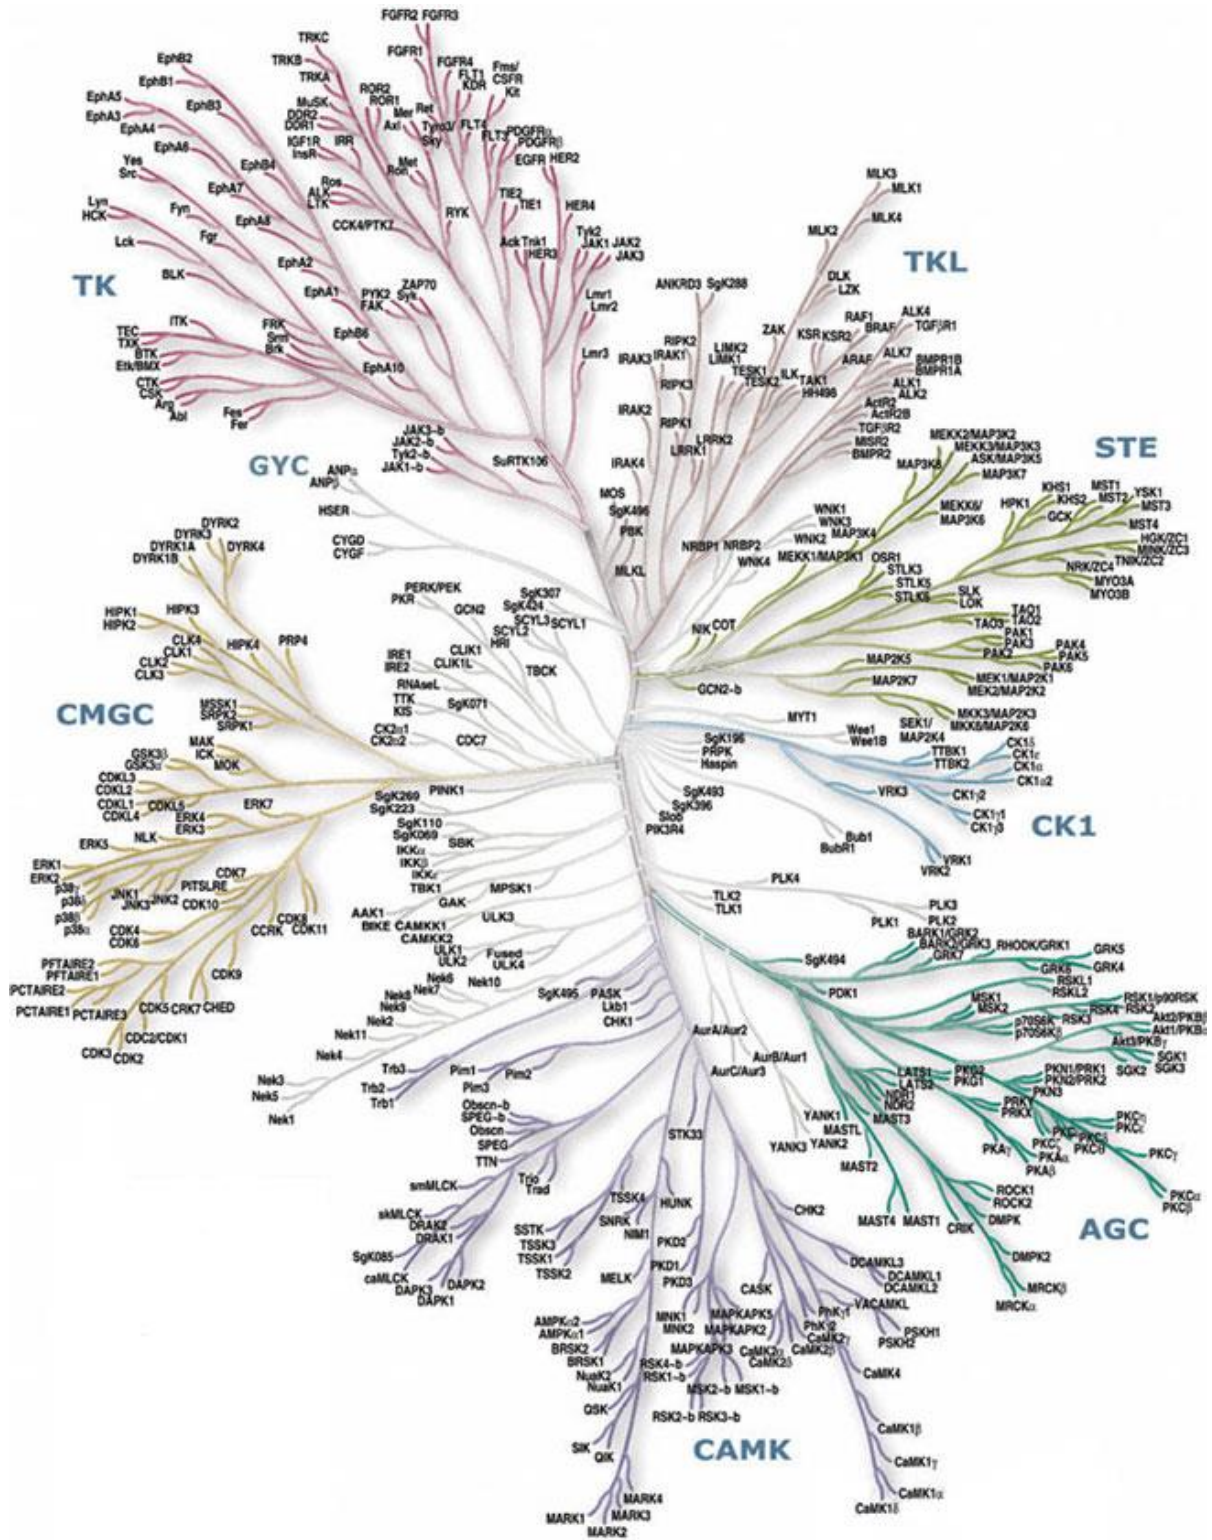 FGFR2 FGFR3
TRKC
FGFR1
EphB2
TRKB
FGFR4
Fms/
CSFR
EphB1
TRKA
FLT1
KDR
Kit
EphA5
ROR2
ROR1
EphB3
MuSK
Mer
Ret
EphA3
DDR2
DDR1
Axl
Tyro3/
Sky
FLT4
FLT3
PDGFRα
PDGFRβ
EphA4
IGF1R
InsR
IRR
EphA6
EGFR
HER2
Yes
Src
EphB4
Met
Ron
Ros
ALK
LTK
EphA7
TIE2
TIE1
HER4
Lyn
HCK
Fyn
EphA8
CCK4/PTK7
RYK
Tyk2
JAK1
JAK2
JAK3
Lck
Fgr
Ack
Tnk1
HER3
BLK
EphA2
TK
EphA1
PYK2
FAK
ZAP70
Syk
Lmr1
Lmr2
ITK
FRK
Srm
Brk
EphB6
Lmr3
TEC
TXK
BTK
Etk/BMX
EphA10
CTK
CSK
Arg
Abl
Fes
Fer
JAK3-b
JAK2-b
Tyk2-b
JAK1-b
SuRTK106
MLK3
MLK1
MLK4
MLK2
TKL
DLK
LZK
ANKRD3
SgK288
ZAK
KSR
KSR2
RAF1
BRAF
ARAF
ALK4
TGFβR1
RIPK2
IRAK3
IRAK1
LIMK2
LIMK1
TESK1
TESK2
ILK
TAK1
HH498
ALK7
BMPR1B
BMPR1A
RIPK3
ALK1
ALK2
ActR2
ActR2B
IRAK2
RIPK1
TGFβR2
MISR2
BMPR2
LRRK2
LRRK1
IRAK4
MOS
SgK496
PBK
MLKL
NRBP1
NRBP2
WNK1
WNK3
WNK2
WNK4
STE
MEKK2/MAP3K2
MEKK3/MAP3K3
ASK/MAP3K5
MAP3K8
MAP3K7
MEKK6/
MAP3K6
MAP3K4
MEKK1/MAP3K1
HPK1
KHS1
KHS2
GCK
MST1
MST2
YSK1
MST3
MST4
HGK/ZC1
MINK/ZC3
TNIK/ZC2
NRK/ZC4
MYO3A
MYO3B
OSR1
STLK3
STLK5
STLK6
SLK
LOK
TAO1
TAO2
TAO3
PAK1
PAK3
PAK2
PAK4
PAK5
PAK6
NIK
COT
MAP2K5
MAP2K7
MEK1/MAP2K1
MEK2/MAP2K2
GCN2-b
SEK1/
MAP2K4
MKK3/MAP2K3
MKK6/MAP2K6
GYC
ANPα
ANPβ
HSER
CYGD
CYGF
PERK/PEK
PKR
GCN2
SgK307
SgK424
SCYL3
SCYL1
SCYL2
HRI
CLIK1
CLIK1L
TBCK
IRE1
IRE2
RNAseL
TTK
KIS
SgK071
CK2α1
CK2α2
CDC7
DYRK2
DYRK3
DYRK1A
DYRK1B
DYRK4
HIPK1
HIPK2
HIPK3
CLK4
CLK1
HIPK4
PRP4
CLK2
CLK3
CMGC
MSSK1
SRPK2
SRPK1
MAK
ICK
MOK
GSK3β
GSK3α
CDKL3
CDKL2
CDKL1
CDKL5
CDKL4
ERK7
ERK4
ERK3
NLK
ERK5
ERK1
ERK2
p38γ
p38δ
p38β
p38α
JNK1
JNK3
JNK2
CDK7
PITSLRE
CDK10
CDK4
CDK6
CCRK
CDK8
CDK11
PFTAIRE2
PFTAIRE1
CDK9
PCTAIRE2
PCTAIRE1
PCTAIRE3
CDK5
CRK7
CHED
CDC2/CDK1
CDK3
CDK2
PINK1
SgK269
SgK223
SgK110
SgK069
SBK
IKKα
IKKβ
IKKε
TBK1
MPSK1
GAK
AAK1
BIKE
CAMKK1
CAMKK2
ULK3
ULK1
ULK2
Fused
ULK4
Nek6
Nek7
Nek10
Nek8
Nek9
Nek2
Nek11
Nek4
Nek3
Nek5
Nek1
SgK495
PASK
Lkb1
CHK1
MYT1
Wee1
Wee1B
SgK196
PRPK
Haspin
SgK493
SgK396
Slob
PIK3R4
Bub1
BubR1
TTBK1
TTBK2
CK1δ
CK1ε
CK1α
CK1α2
VRK3
CK1γ2
CK1γ1
CK1γ3
CK1
VRK1
VRK2
PLK4
TLK2
TLK1
PLK3
PLK1
PLK2
SgK494
BARK1/GRK2
BARK2/GRK3
GRK7
RHODK/GRK1
GRK5
GRK6
GRK4
PDK1
RSKL1
RSKL2
MSK1
MSK2
RSK1/p90RSK
RSK4
RSK2
RSK3
p70S6K
p70S6Kβ
Akt2/PKBβ
Akt1/PKBα
Akt3/PKBγ
SGK1
SGK2
SGK3
LATS1
LATS2
PKG2
PKG1
PKN1/PRK1
PKN2/PRK2
PKN3
NDR1
NDR2
PRKY
PRKX
MAST3
MASTL
PKCη
PKCε
PKCδ
PKCθ
PKCγ
PKAγ
PKAα
PKAβ
PKCα
PKCβ
YANK1
YANK2
YANK3
MAST2
MAST4
MAST1
ROCK1
ROCK2
DMPK
CRIK
DMPK2
MRCKβ
MRCKα
AGC
AurA/Aur2
AurB/Aur1
AurC/Aur3
Trb3
Trb2
Trb1
Pim1
Pim2
Pim3
Obscn-b
SPEG-b
Obscn
SPEG
STK33
TTN
smMLCK
Trio
Trad
skMLCK
DRAK2
DRAK1
SgK085
caMLCK
DAPK3
DAPK2
DAPK1
TSSK4
SNRK
HUNK
NIM1
SSTK
TSSK3
TSSK1
TSSK2
MELK
PKD2
PKD1
PKD3
CHK2
DCAMKL3
DCAMKL1
DCAMKL2
CASK
VACAMKL
PhKγ1
PhKγ2
PSKH1
PSKH2
MNK1
MNK2
MAPKAPK5
MAPKAPK2
MAPKAPK3
CaMK2γ
CaMK2α
CaMK2β
CaMK2δ
AMPKα2
AMPKα1
BRSK2
BRSK1
NuaK2
NuaK1
RSK4-b
RSK1-b
MSK2-b
MSK1-b
RSK2-b
RSK3-b
CaMK4
QSK
SIK
QIK
CAMK
CaMK1β
CaMK1γ
CaMK1α
CaMK1δ
MARK4
MARK1
MARK3
MARK2